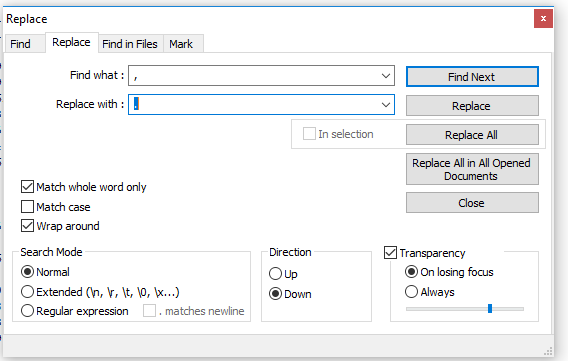 Replace
x
Find
Replace
Find in Files
Mark
Find what :
,
Find Next
Replace with :
.
Replace
In selection
Replace All
Replace All in All Opened
Documents
Match whole word only
Close
Match case
Wrap around
Search Mode
Direction
Transparency
Normal
Up
On losing focus
Extended (\n, \r, \t, \0, \x...)
Down
Always
Regular expression
. matches newline